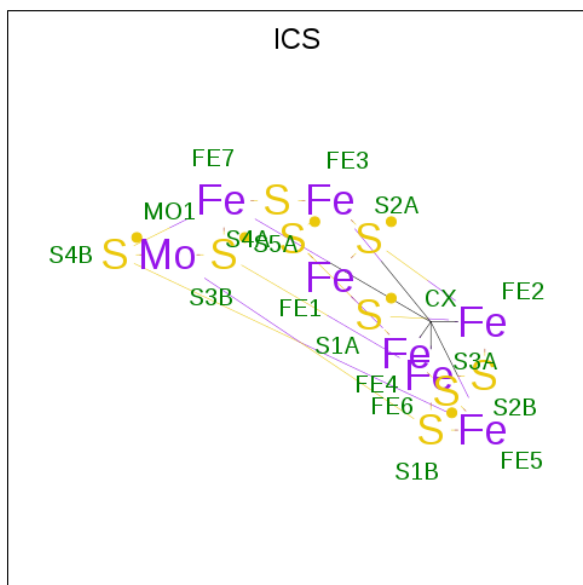 ICS
FE7
FE3
Fe
S
Fe
S2A
MO1
S
S
S4A
S5A
S4B
S
Mo
S
Fe
CX
FE2
S3B
FE1
S
Fe
S1A
Fe
S3A
FE4
Fe
S
S
FE6
S2B
S
Fe
S1B
FE5